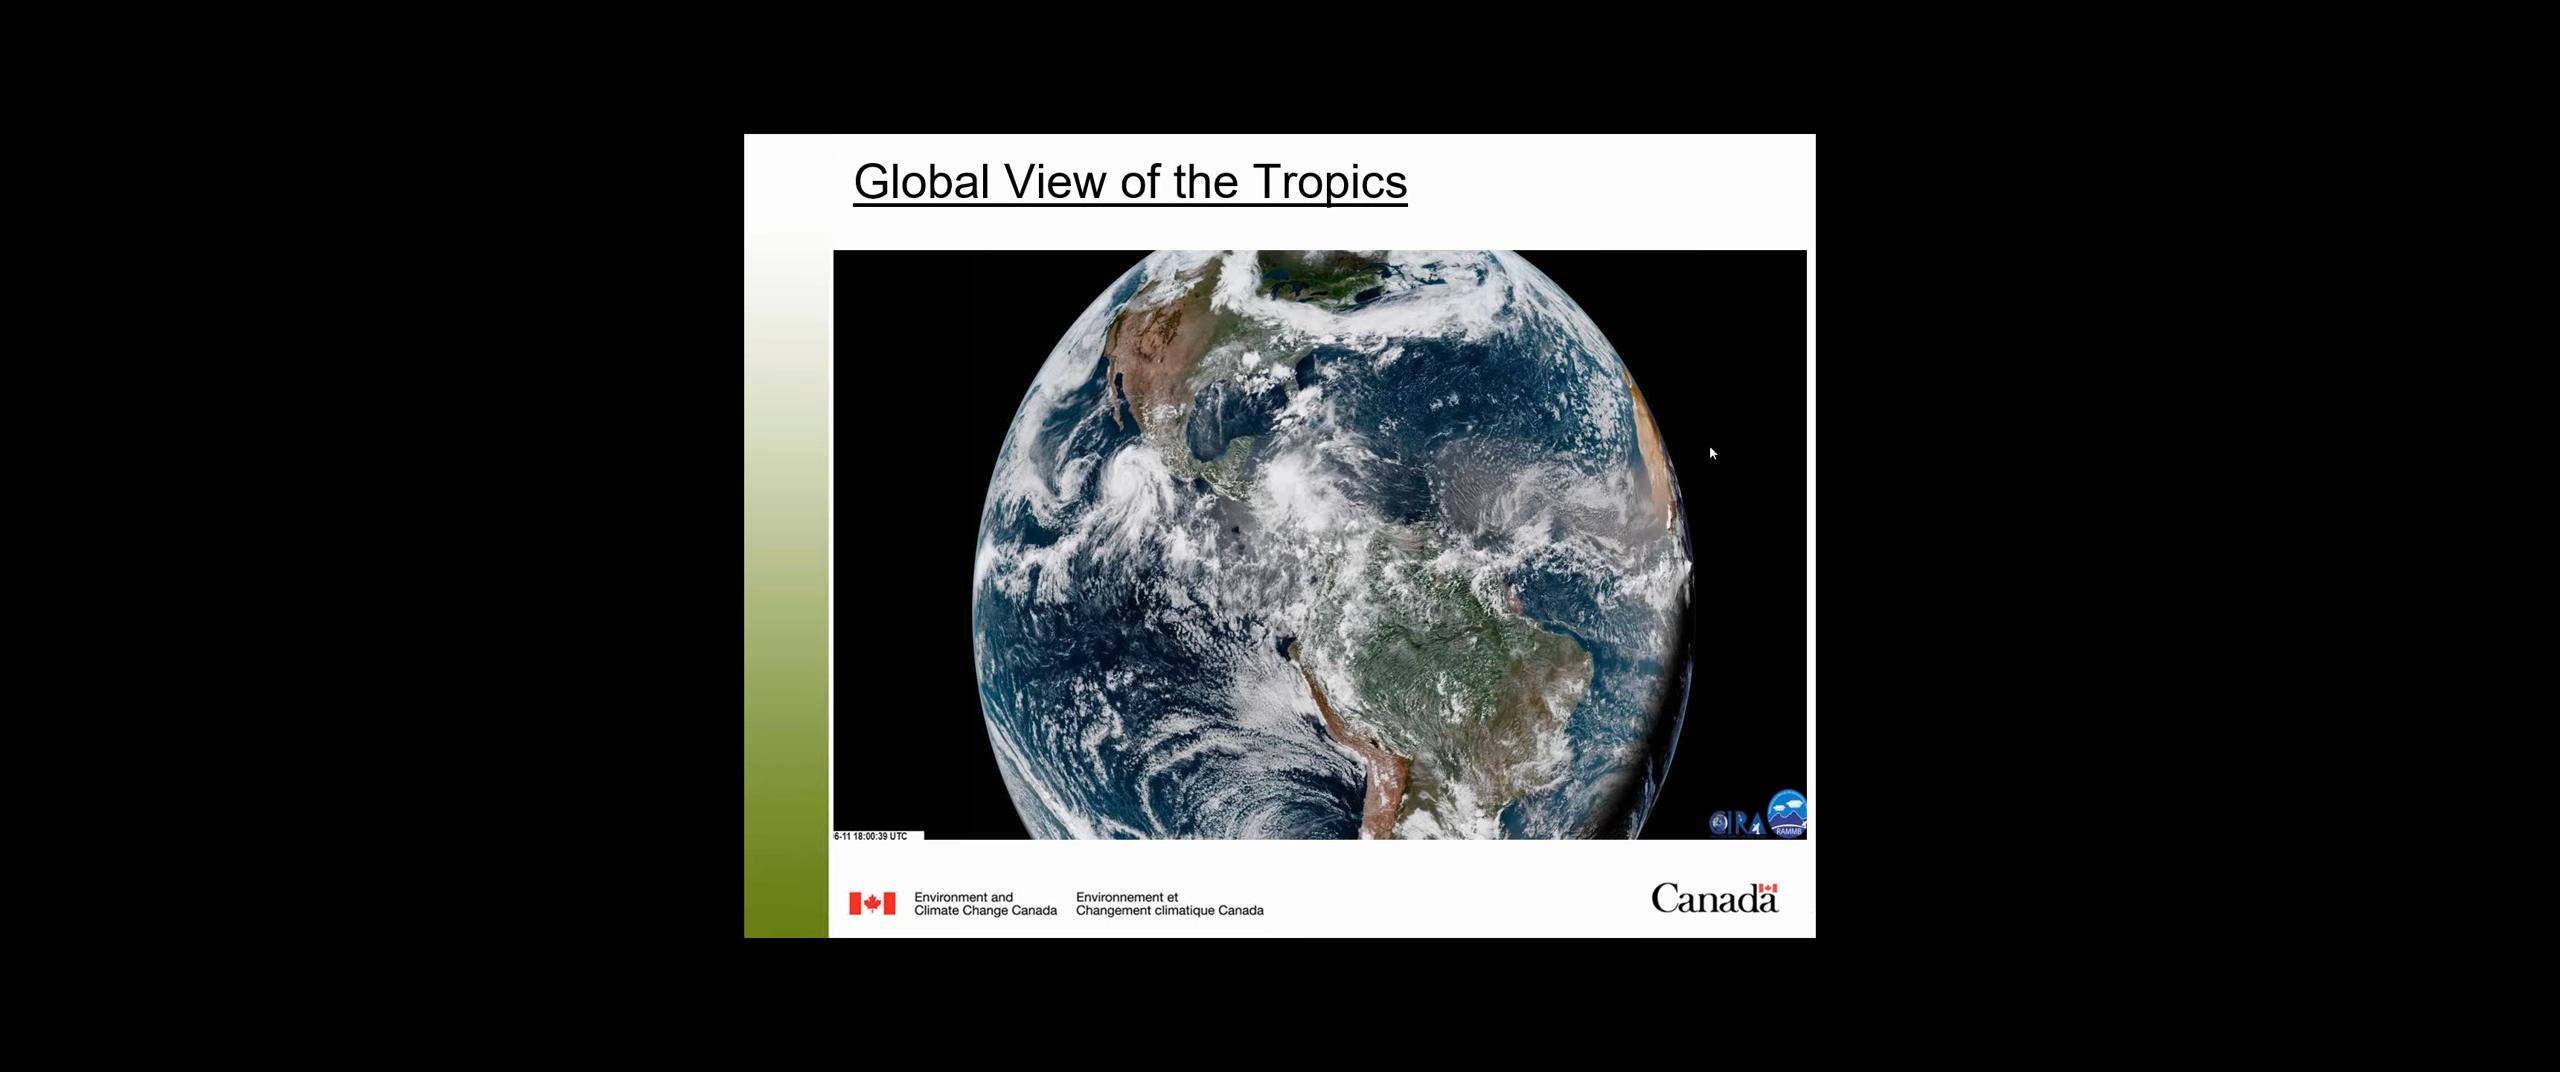 Global View of the Tropics
6-11 18:00:39 UTC
CIRA
RAMMB
Environment and
Climate Change Canada
Environnement et
Changement climatique Canada
Canada